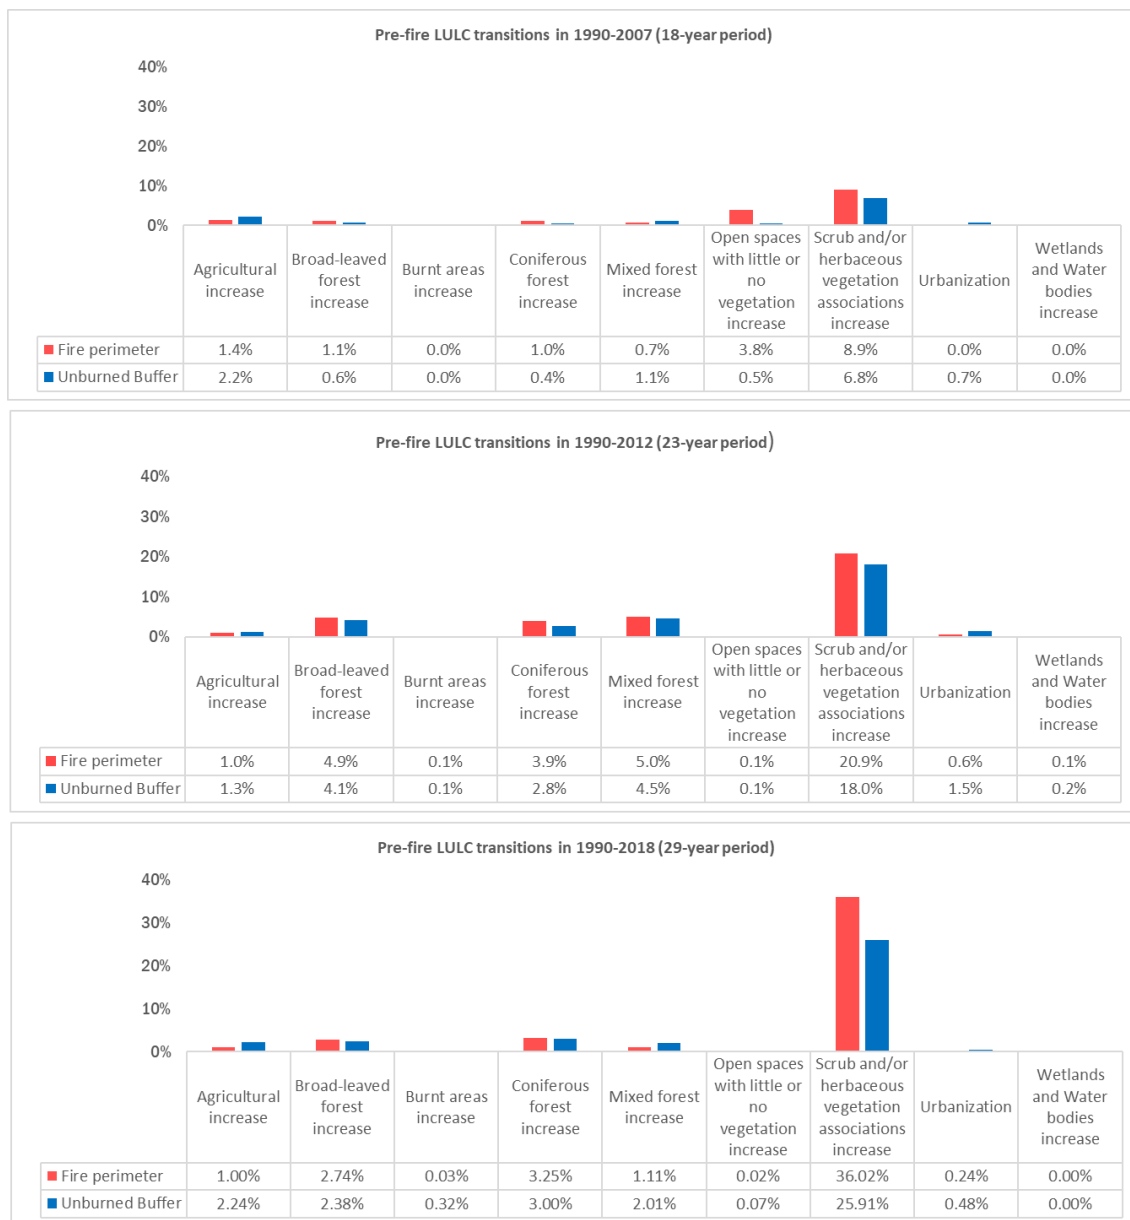 Pre-fire LULC transitions in 1990-2007 (18-year period)
40%
30%
20%
10%
0%
Agricultural increase
Broad-leaved forest increase
Burnt areas increase
Coniferous forest increase
Mixed forest increase
Open spaces with little or no vegetation increase
Scrub and/or herbaceous vegetation associations increase
Urbanization
Wetlands and Water bodies increase
Fire perimeter 1.4% 1.1% 0.0% 1.0% 0.7% 3.8% 8.9% 0.0% 0.0%
Unburned Buffer 2.2% 0.6% 0.0% 0.4% 1.1% 0.5% 6.8% 0.7% 0.0%
Pre-fire LULC transitions in 1990-2012 (23-year period)
40%
30%
20%
10%
0%
Agricultural increase
Broad-leaved forest increase
Burnt areas increase
Coniferous forest increase
Mixed forest increase
Open spaces with little or no vegetation increase
Scrub and/or herbaceous vegetation associations increase
Urbanization
Wetlands and Water bodies increase
Fire perimeter 1.0% 4.9% 0.1% 3.9% 5.0% 0.1% 20.9% 0.6% 0.1%
Unburned Buffer 1.3% 4.1% 0.1% 2.8% 4.5% 0.1% 18.0% 1.5% 0.2%
Pre-fire LULC transitions in 1990-2018 (29-year period)
40%
30%
20%
10%
0%
Agricultural increase
Broad-leaved forest increase
Burnt areas increase
Coniferous forest increase
Mixed forest increase
Open spaces with little or no vegetation increase
Scrub and/or herbaceous vegetation associations increase
Urbanization
Wetlands and Water bodies increase
Fire perimeter 1.00% 2.74% 0.03% 3.25% 1.11% 0.02% 36.02% 0.24% 0.00%
Unburned Buffer 2.24% 2.38% 0.32% 3.00% 2.01% 0.07% 25.91% 0.48% 0.00%